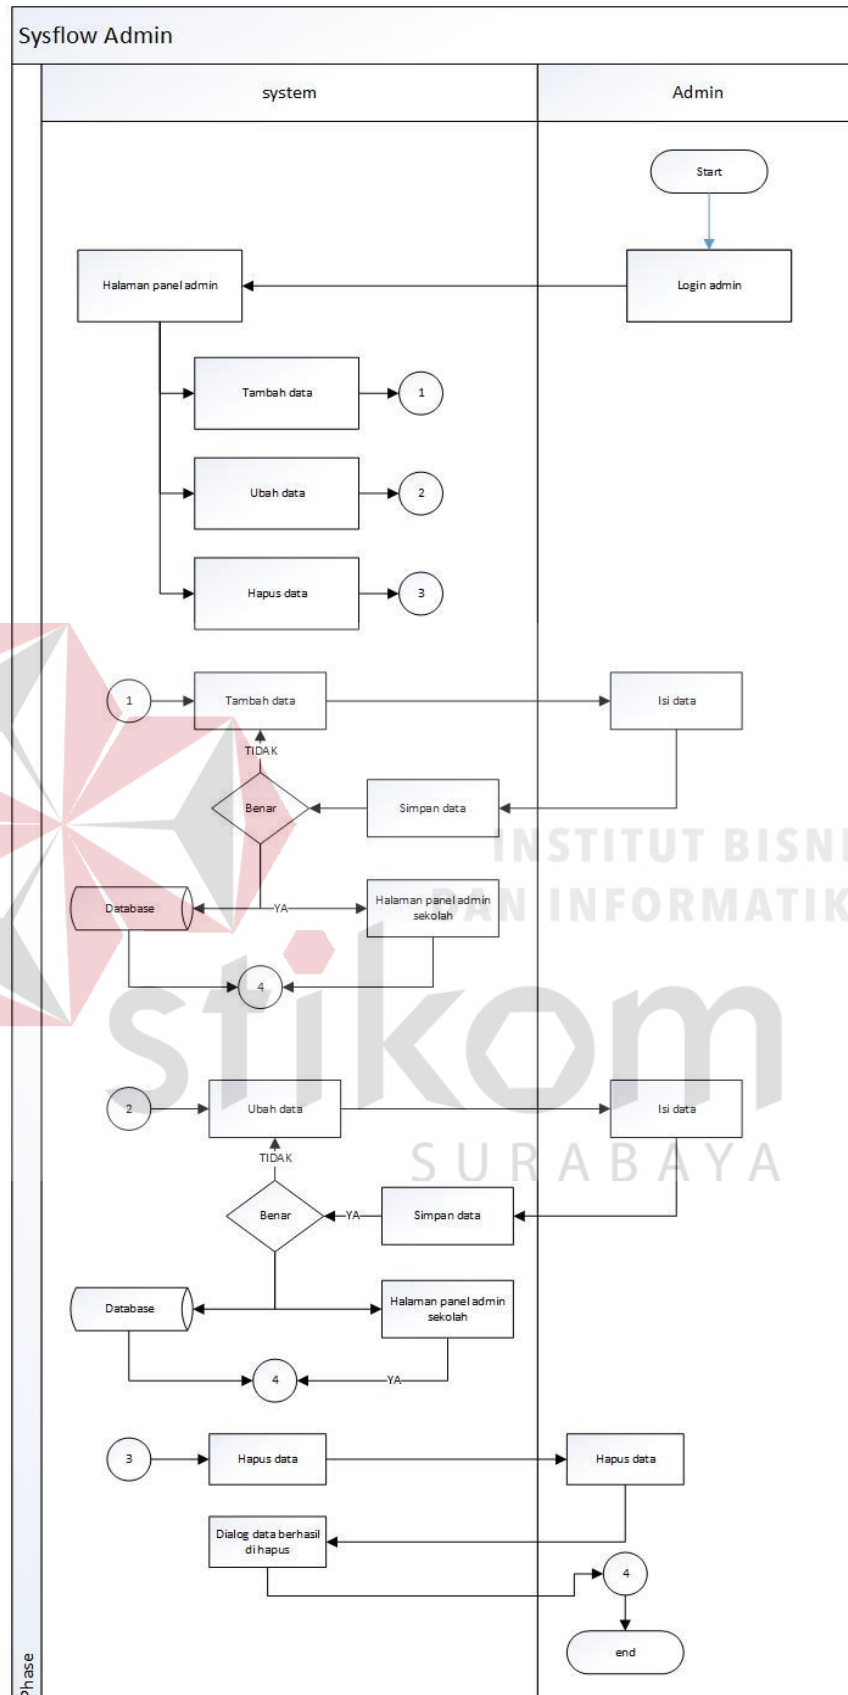 Sysflow Admin
system
Admin
Start
Halaman panel admin
Login admin
Tambah data
1
Ubah data
2
Hapus data
3
1
Tambah data
Isi data
TIDAK
Benar
Simpan data
INSTITUT BISNI
Database
YA
Halaman panel admin
sekolah
DAN INFORMATIK
4
stikom
2
Ubah data
Isi data
TIDAK
SURABAYA
Benar
YA
Simpan data
Database
Halaman panel admin
sekolah
4
YA
3
Hapus data
Hapus data
Dialog data berhasil
di hapus
4
end
Phase